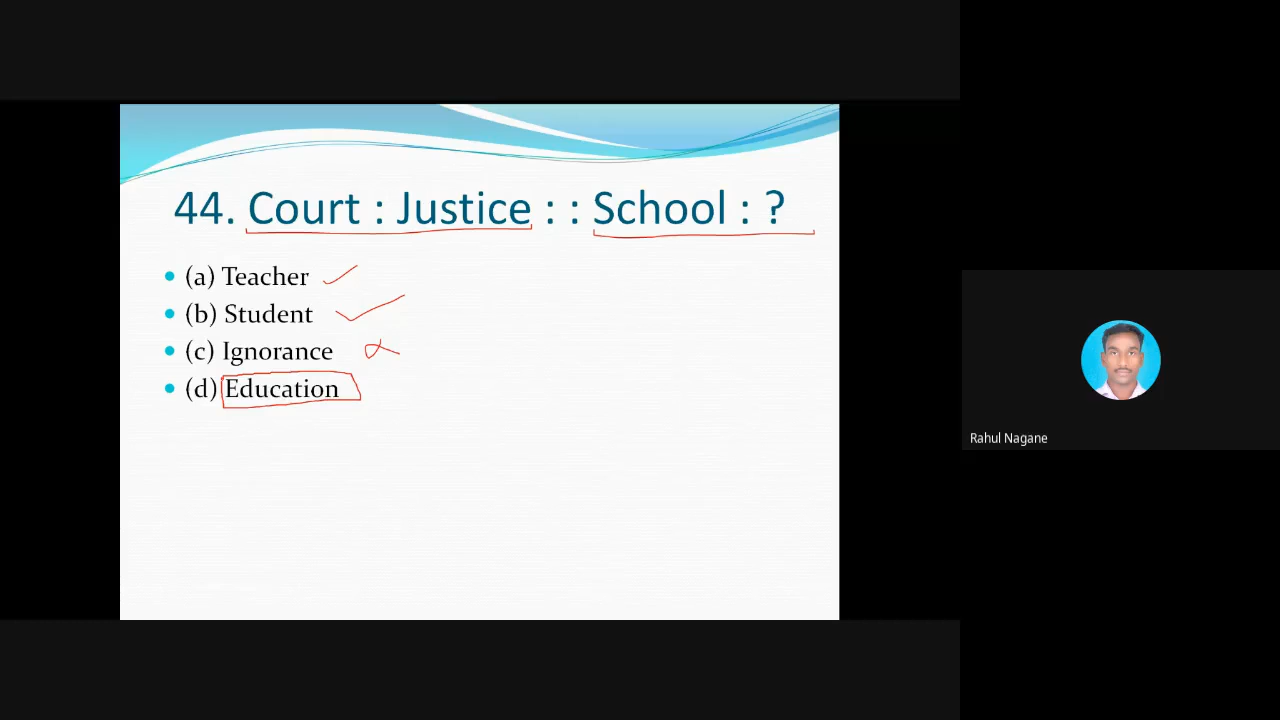 44. Court : Justice : : School : ?
(a) Teacher
(b) Student
(c) Ignorance
(d) Education
Rahul Nagane